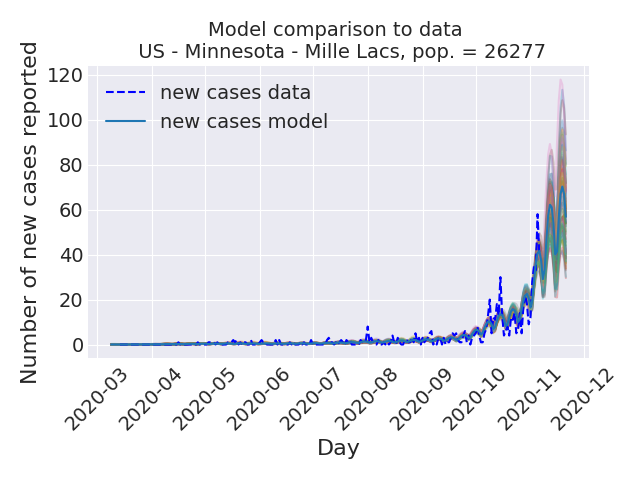 Model comparison to data
US - Minnesota - Mille Lacs, pop. = 26277
Number of new cases reported
120
100
80
60
40
20
0
new cases data
new cases model
2020-03
2020-04
2020-05
2020-06
2020-07
2020-08
2020-09
2020-10
2020-11
2020-12
Day